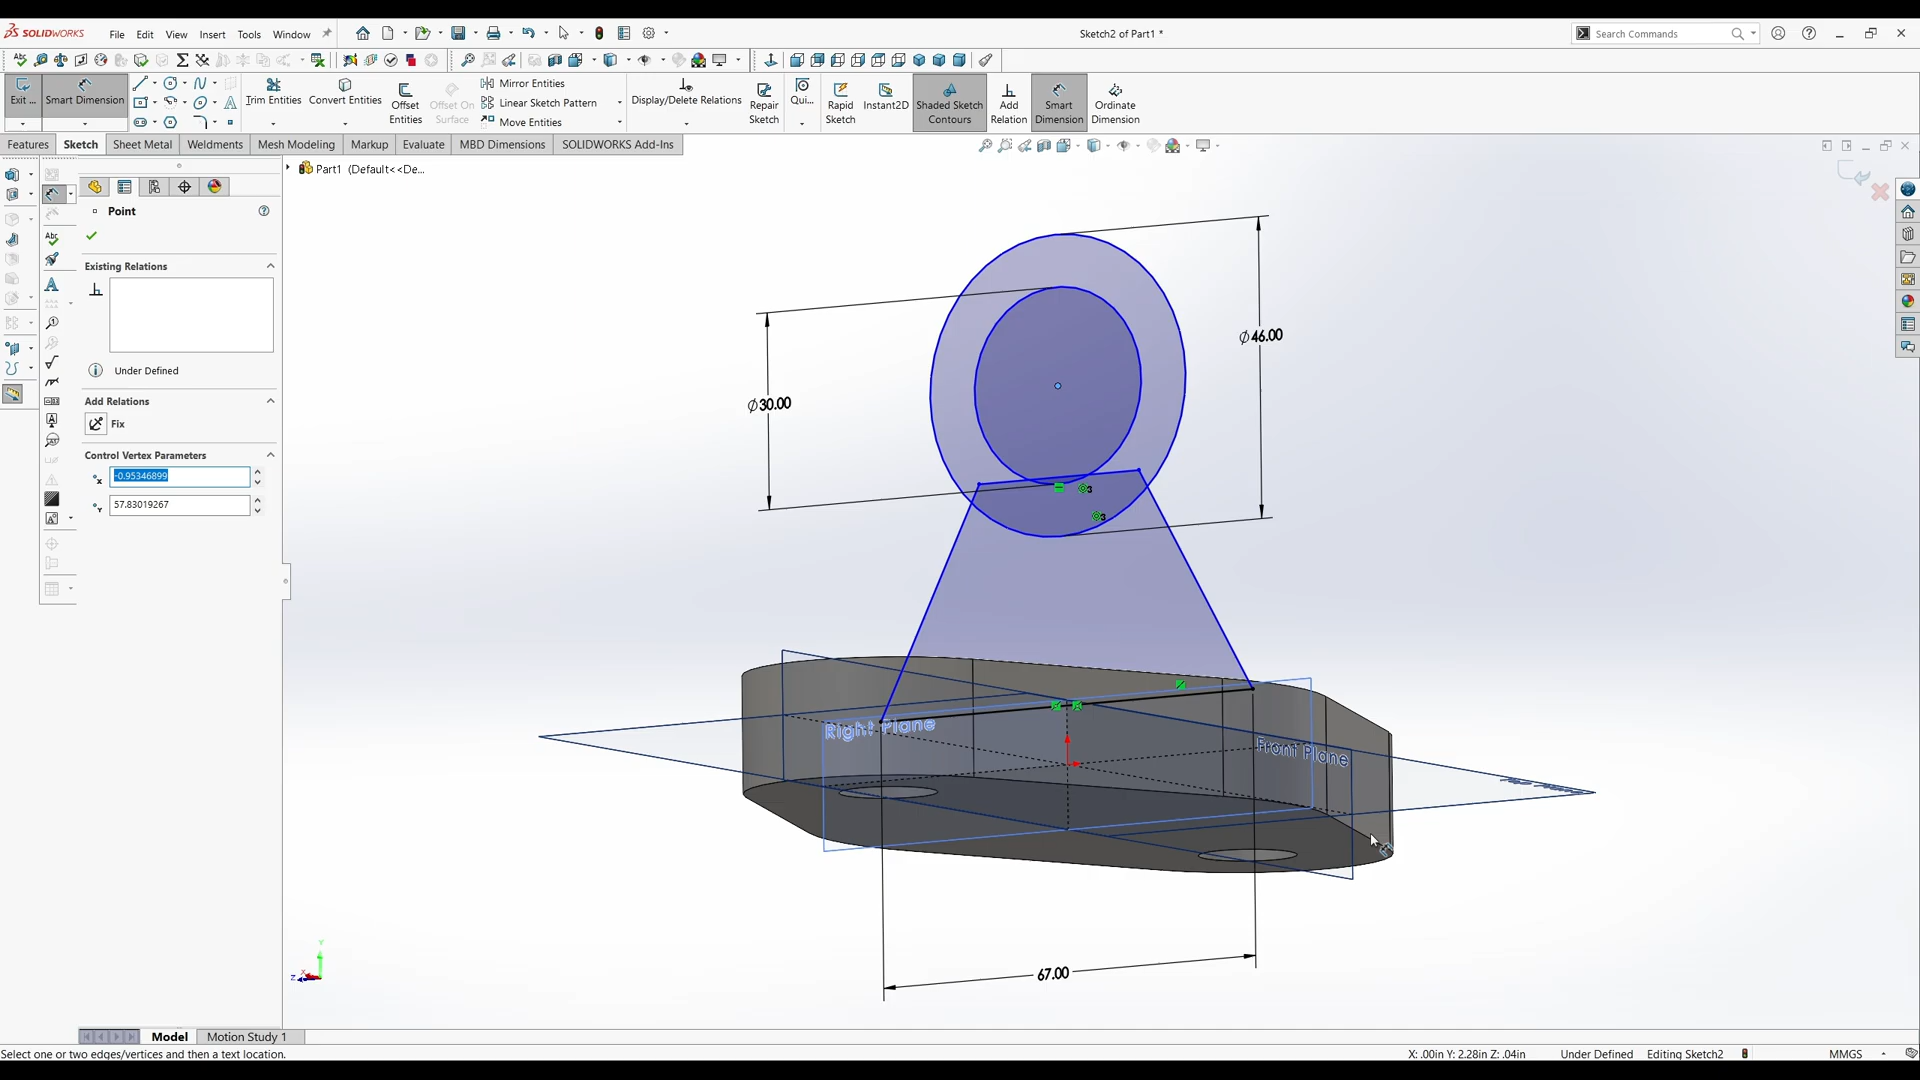 SOLIDWORKS
File
Edit
View
Insert
Tools
Window
Sketch2 of Part1 *
Search Commands
Exit ...
Smart Dimension
Trim Entities
Convert Entities
Offset Entities
Offset On Surface
Mirror Entities
Linear Sketch Pattern
Move Entities
Display/Delete Relations
Repair Sketch
Qui...
Rapid Sketch
Instant2D
Shaded Sketch Contours
Add Relation
Smart Dimension
Ordinate Dimension
Features
Sketch
Sheet Metal
Weldments
Mesh Modeling
Markup
Evaluate
MBD Dimensions
SOLIDWORKS Add-Ins
Part1 (Default<<De...
Point
Existing Relations
Under Defined
Add Relations
Fix
Control Vertex Parameters
-0.95346899
57.83019267
⌀46.00
⌀30.00
3
3
Right Plane
Front Plane
67.00
Y
X
Z
Model
Motion Study 1
Select one or two edges/vertices and then a text location.
X: .00in Y: 2.28in Z: .04in
Under Defined
Editing Sketch2
MMGS